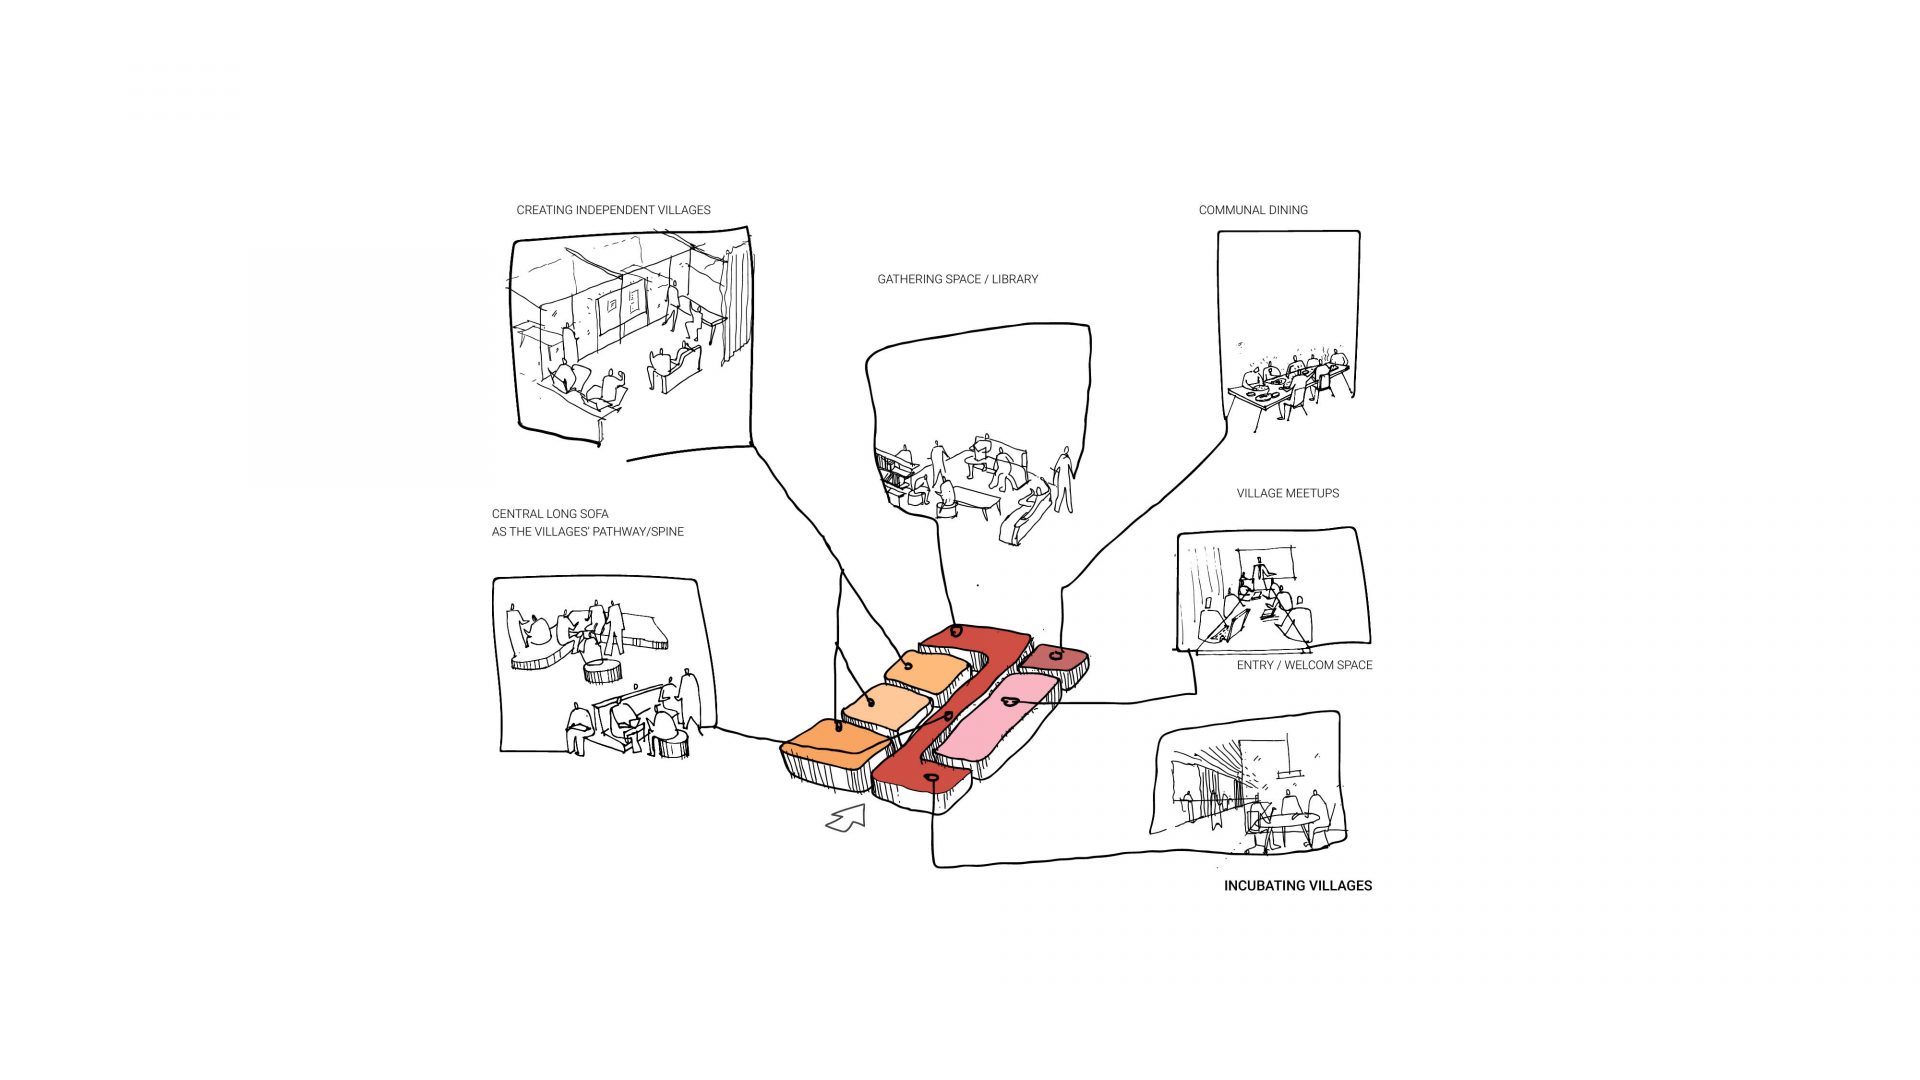 CREATING INDEPENDENT VILLAGES
COMMUNAL DINING
GATHERING SPACE / LIBRARY
VILLAGE MEETUPS
CENTRAL LONG SOFA
AS THE VILLAGES' PATHWAY/SPINE
ENTRY / WELCOM SPACE
INCUBATING VILLAGES